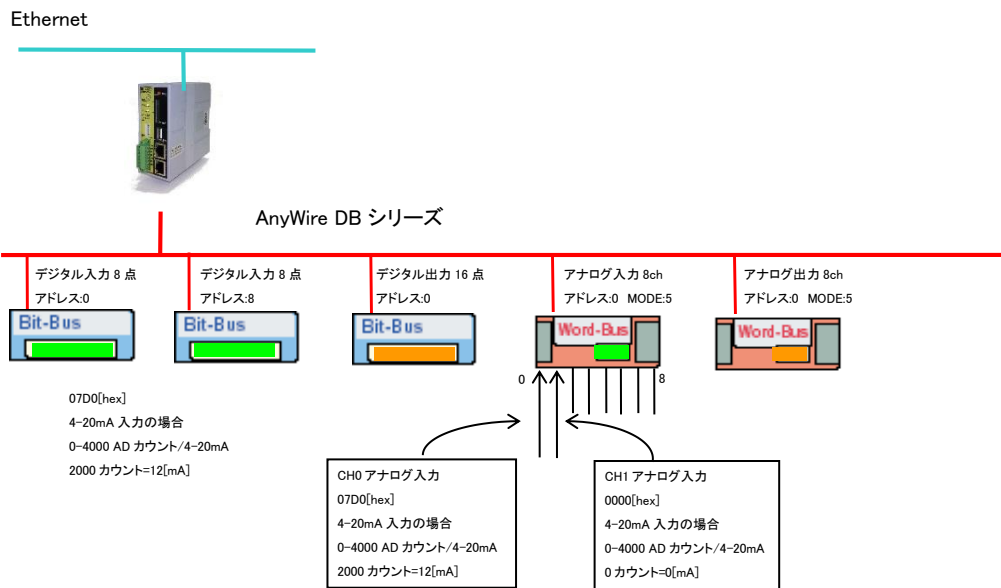 Ethernet
AnyWire DB シリーズ
デジタル入力 8 点
アドレス:0
デジタル入力 8 点
アドレス:8
デジタル出力 16 点
アドレス:0
アナログ入力 8ch
アドレス:0 MODE:5
アナログ出力 8ch
アドレス:0 MODE:5
Bit-Bus
Bit-Bus
Bit-Bus
Word-Bus
Word-Bus
0
8
07D0[hex]
4-20mA 入力の場合
0-4000 AD カウント/4-20mA
2000 カウント=12[mA]
CH0 アナログ入力
07D0[hex]
4-20mA 入力の場合
0-4000 AD カウント/4-20mA
2000 カウント=12[mA]
CH1 アナログ入力
0000[hex]
4-20mA 入力の場合
0-4000 AD カウント/4-20mA
0 カウント=0[mA]